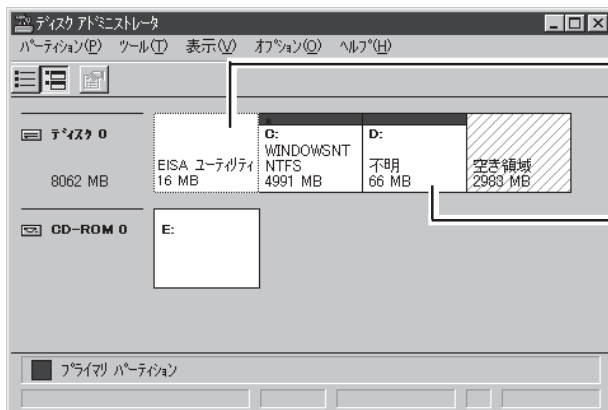 ディスク アドミニストレータ
パーティション(P) ツール(T) 表示(V) オプション(O) ヘルプ(H)
ディスク 0
8062 MB
EISA ユーティリティ
16 MB
C:
WINDOWSNT
NTFS
4991 MB
D:
不明
66 MB
空き領域
2983 MB
CD-ROM 0
E:
プライマリ パーティション